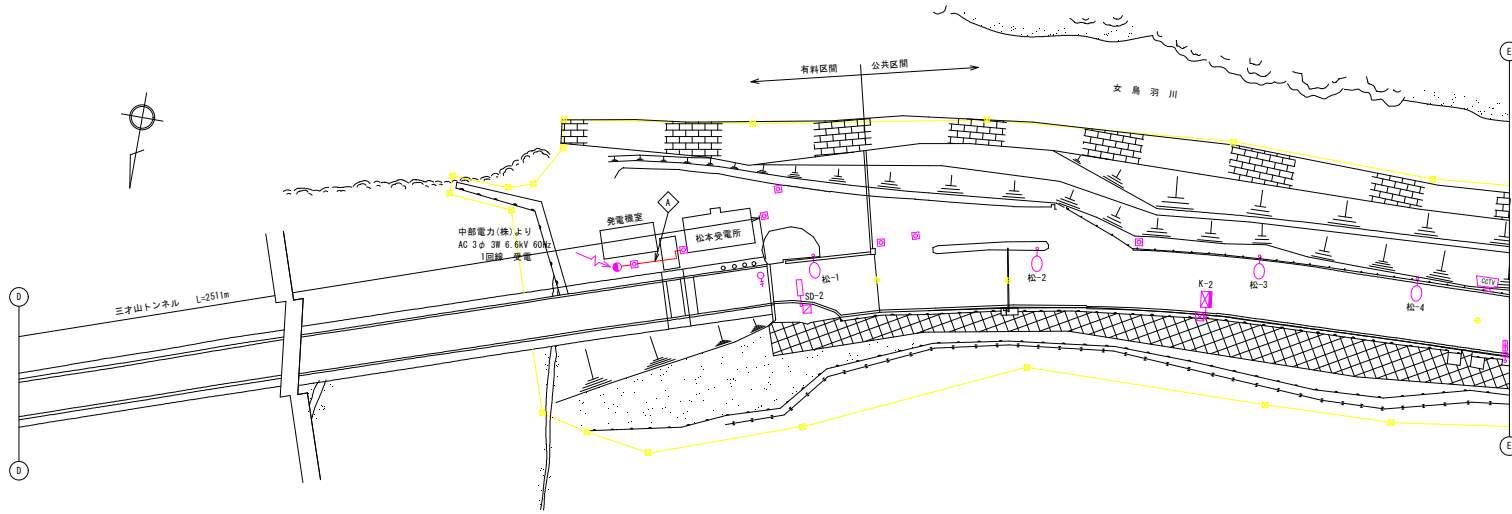 有料区間
公共区間
女鳥羽川
発電機室
A
松本受電所
中部電力(株)より
AC 3φ 3W 6.6kV 60Hz
1回線 受電
三才山トンネル L=2511m
松-1
SD-2
松-2
松-3
K-2
松-4
CCTV
D
D
E
E